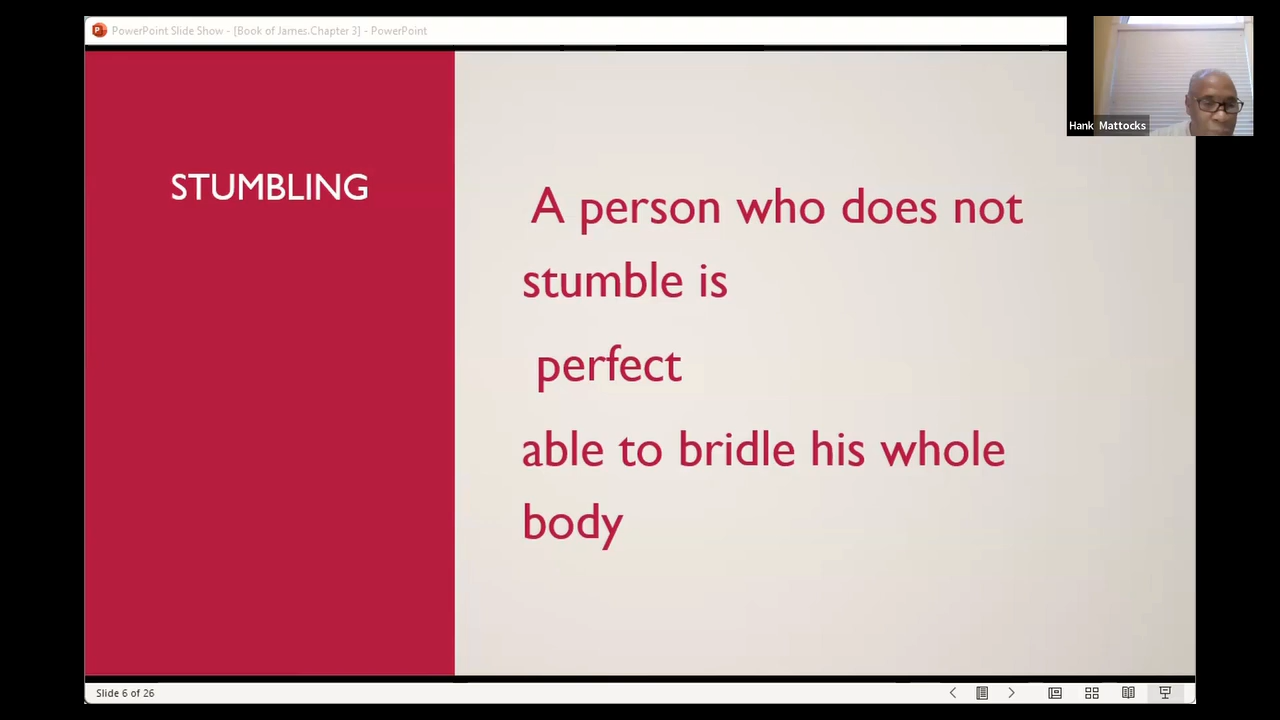 PowerPoint Slide Show - [Book of James.Chapter 3] - PowerPoint
Hank Mattocks
STUMBLING
A person who does not
stumble is
perfect
able to bridle his whole
body
Slide 6 of 26